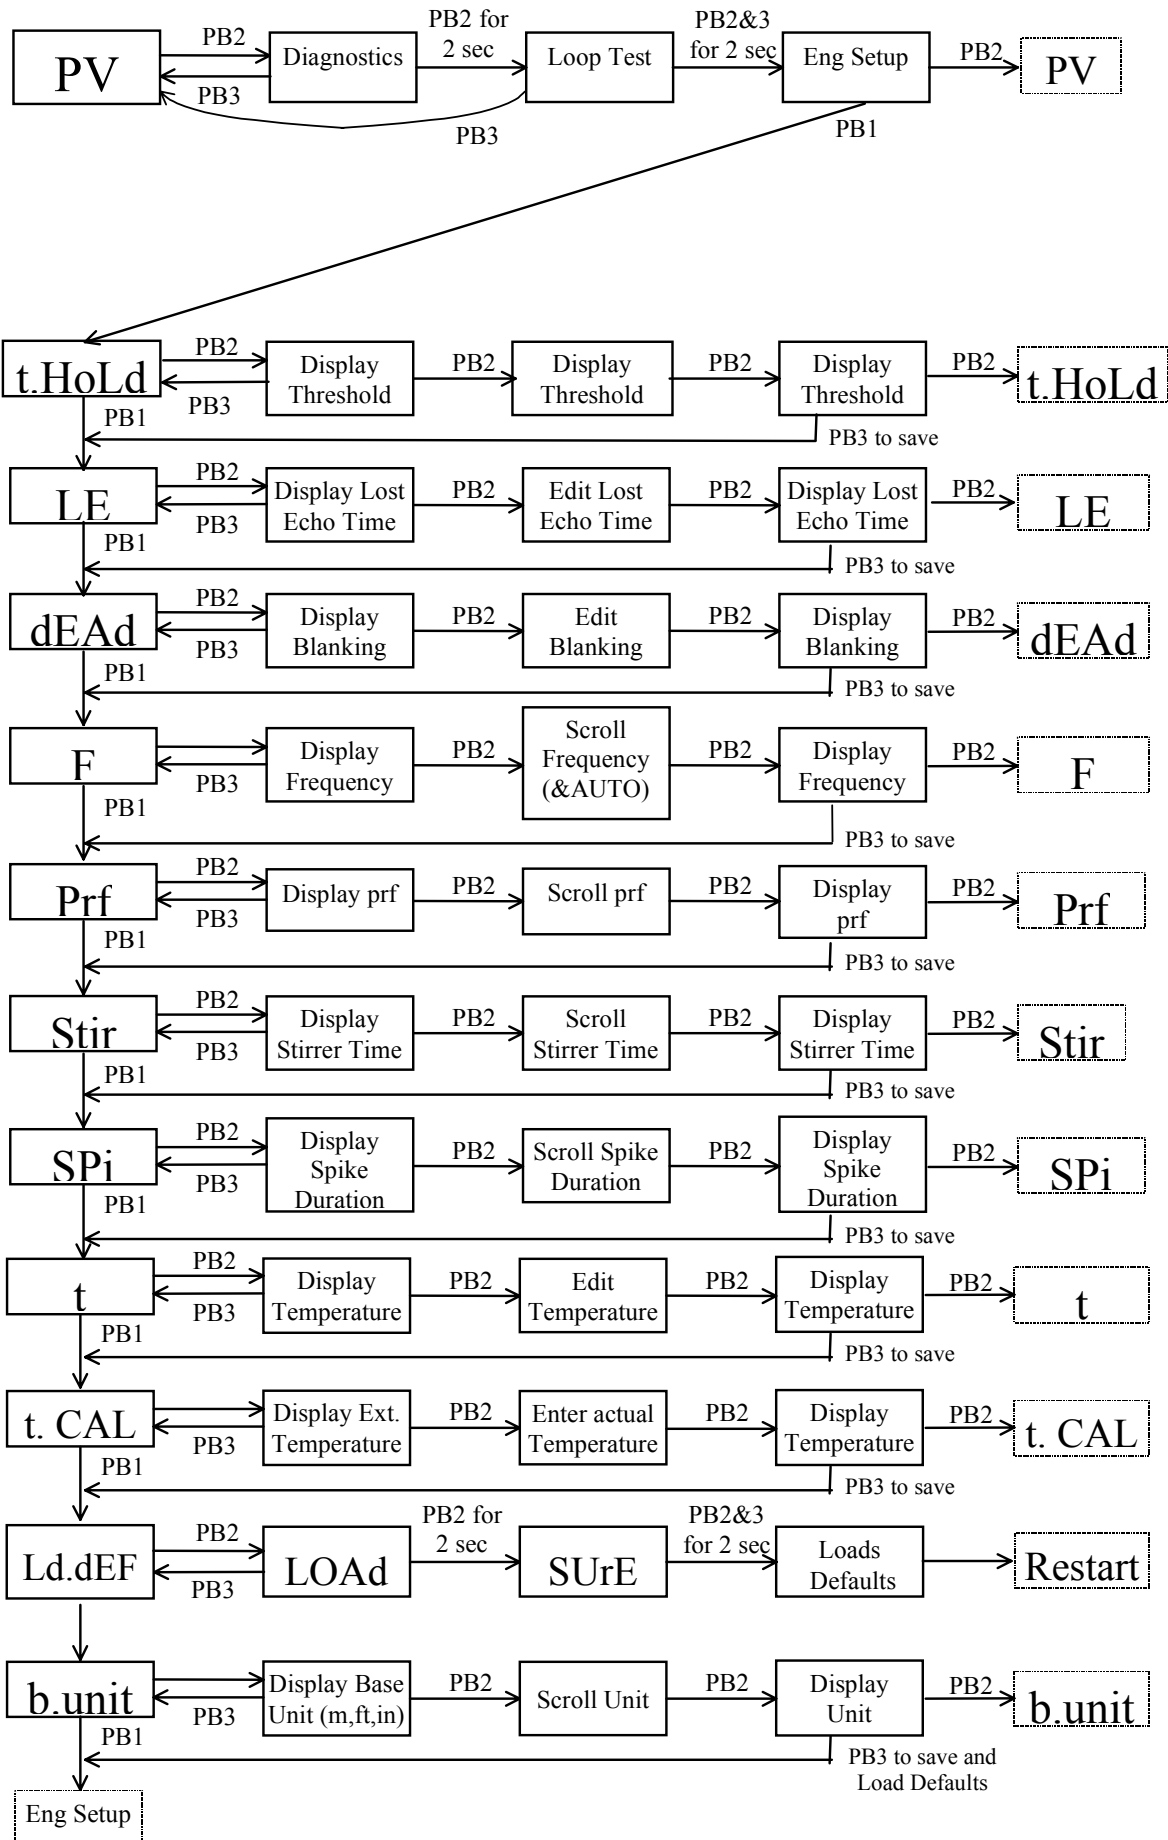 PB2 for
2 sec
PB2&3
for 2 sec
PV
PB2
PB3
Diagnostics
Loop Test
Eng Setup
PB2
PV
PB3
PB1
t.HoLd
PB2
PB3
Display
Threshold
PB2
Display
Threshold
PB2
Display
Threshold
PB2
t.HoLd
PB1
PB3 to save
LE
PB2
PB3
Display Lost
Echo Time
PB2
Edit Lost
Echo Time
PB2
Display Lost
Echo Time
PB2
LE
PB1
PB3 to save
dEAd
PB2
PB3
Display
Blanking
PB2
Edit
Blanking
PB2
Display
Blanking
PB2
dEAd
PB1
PB3 to save
F
PB3
Display
Frequency
PB2
Scroll
Frequency
(&AUTO)
PB2
Display
Frequency
PB2
F
PB1
PB3 to save
Prf
PB2
PB3
Display prf
PB2
Scroll prf
PB2
Display
prf
PB2
Prf
PB1
PB3 to save
Stir
PB2
PB3
Display
Stirrer Time
PB2
Scroll
Stirrer Time
PB2
Display
Stirrer Time
PB2
Stir
PB1
PB3 to save
SPi
PB2
PB3
Display
Spike
Duration
PB2
Scroll Spike
Duration
PB2
Display
Spike
Duration
PB2
SPi
PB1
PB3 to save
t
PB2
PB3
Display
Temperature
PB2
Edit
Temperature
PB2
Display
Temperature
PB2
t
PB1
PB3 to save
t. CAL
PB3
Display Ext.
Temperature
PB2
Enter actual
Temperature
PB2
Display
Temperature
PB2
t. CAL
PB1
PB3 to save
Ld.dEF
PB2
PB3
LOAd
PB2 for
2 sec
SUrE
PB2&3
for 2 sec
Loads
Defaults
Restart
b.unit
PB3
Display Base
Unit (m,ft,in)
PB2
Scroll Unit
PB2
Display
Unit
PB2
b.unit
PB1
PB3 to save and
Load Defaults
Eng Setup